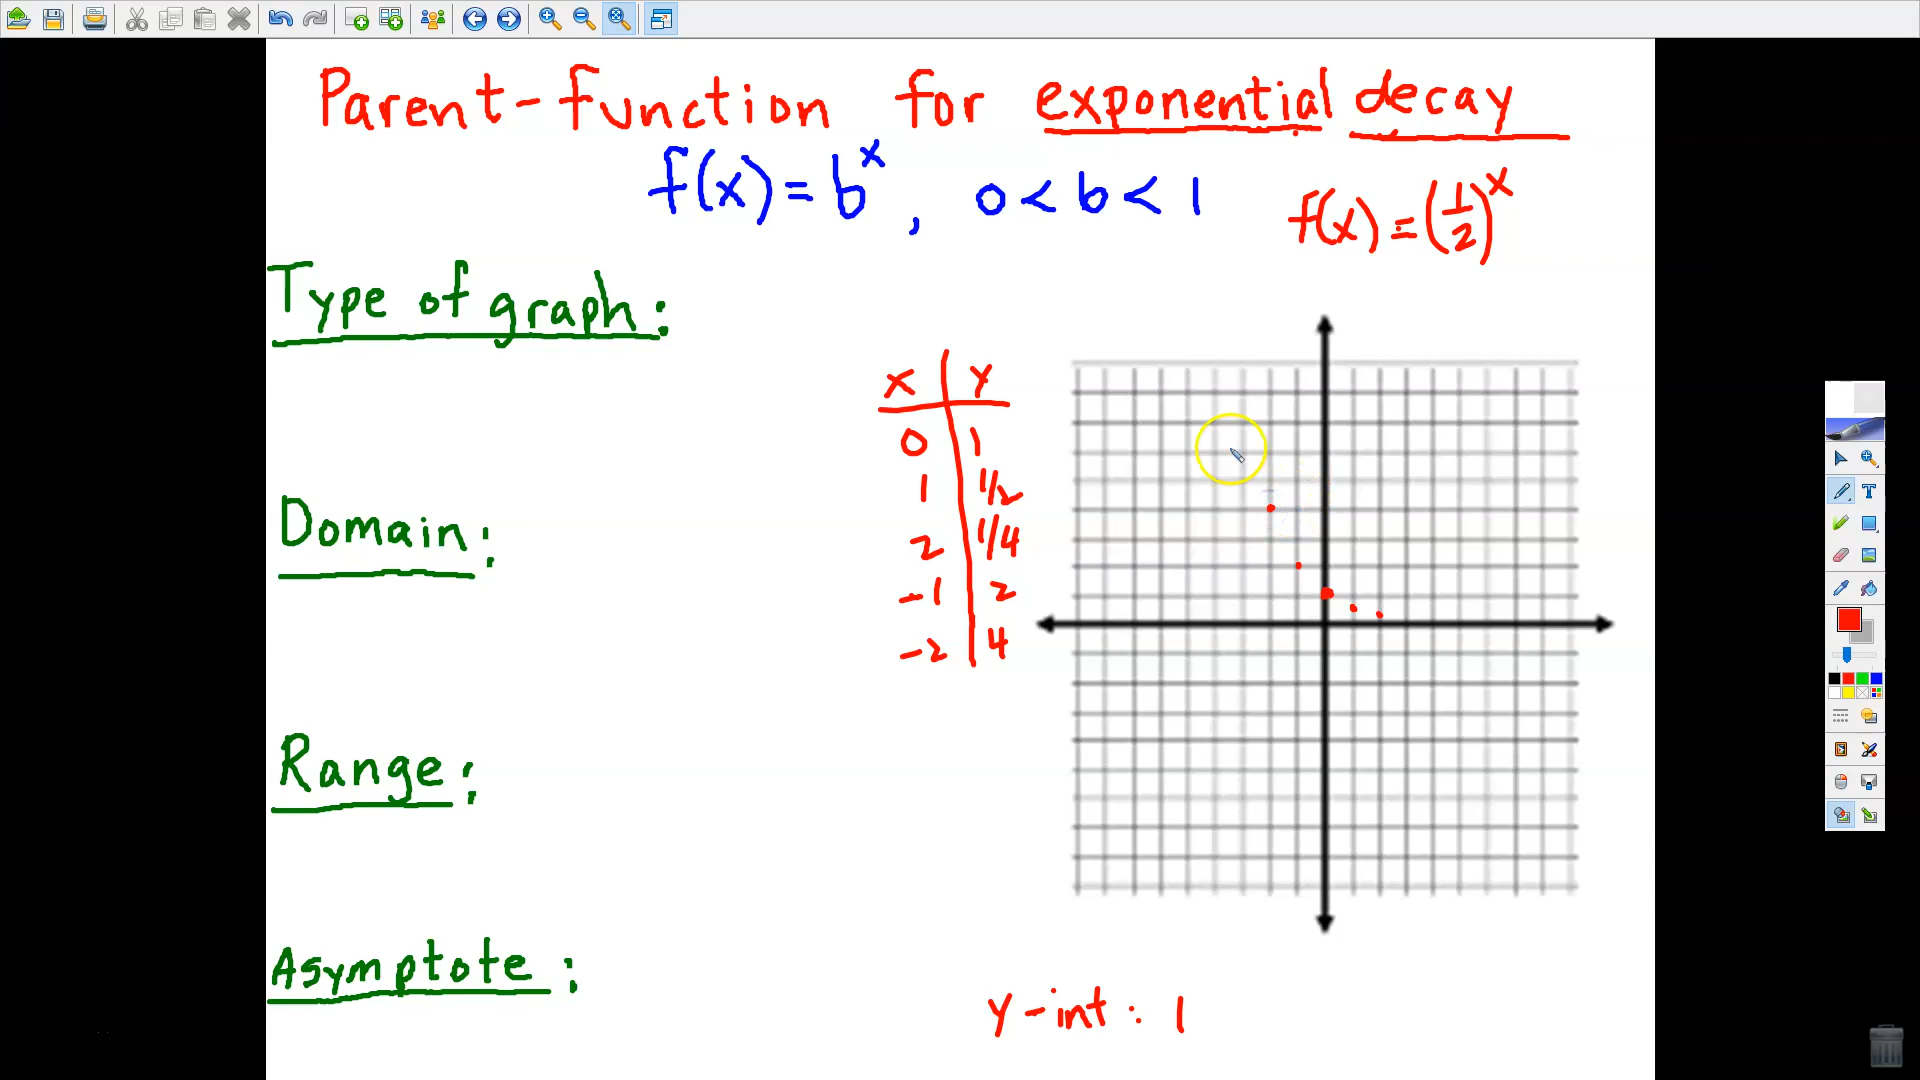 Parent-function for exponential decay
f(x) = b^x, 0 < b < 1
f(x) = (1/2)^x
Type of graph:
x | y
0 | 1
1 | 1/2
2 | 1/4
-1 | 2
-2 | 4
Domain:
Range:
Asymptote:
y-int: 1